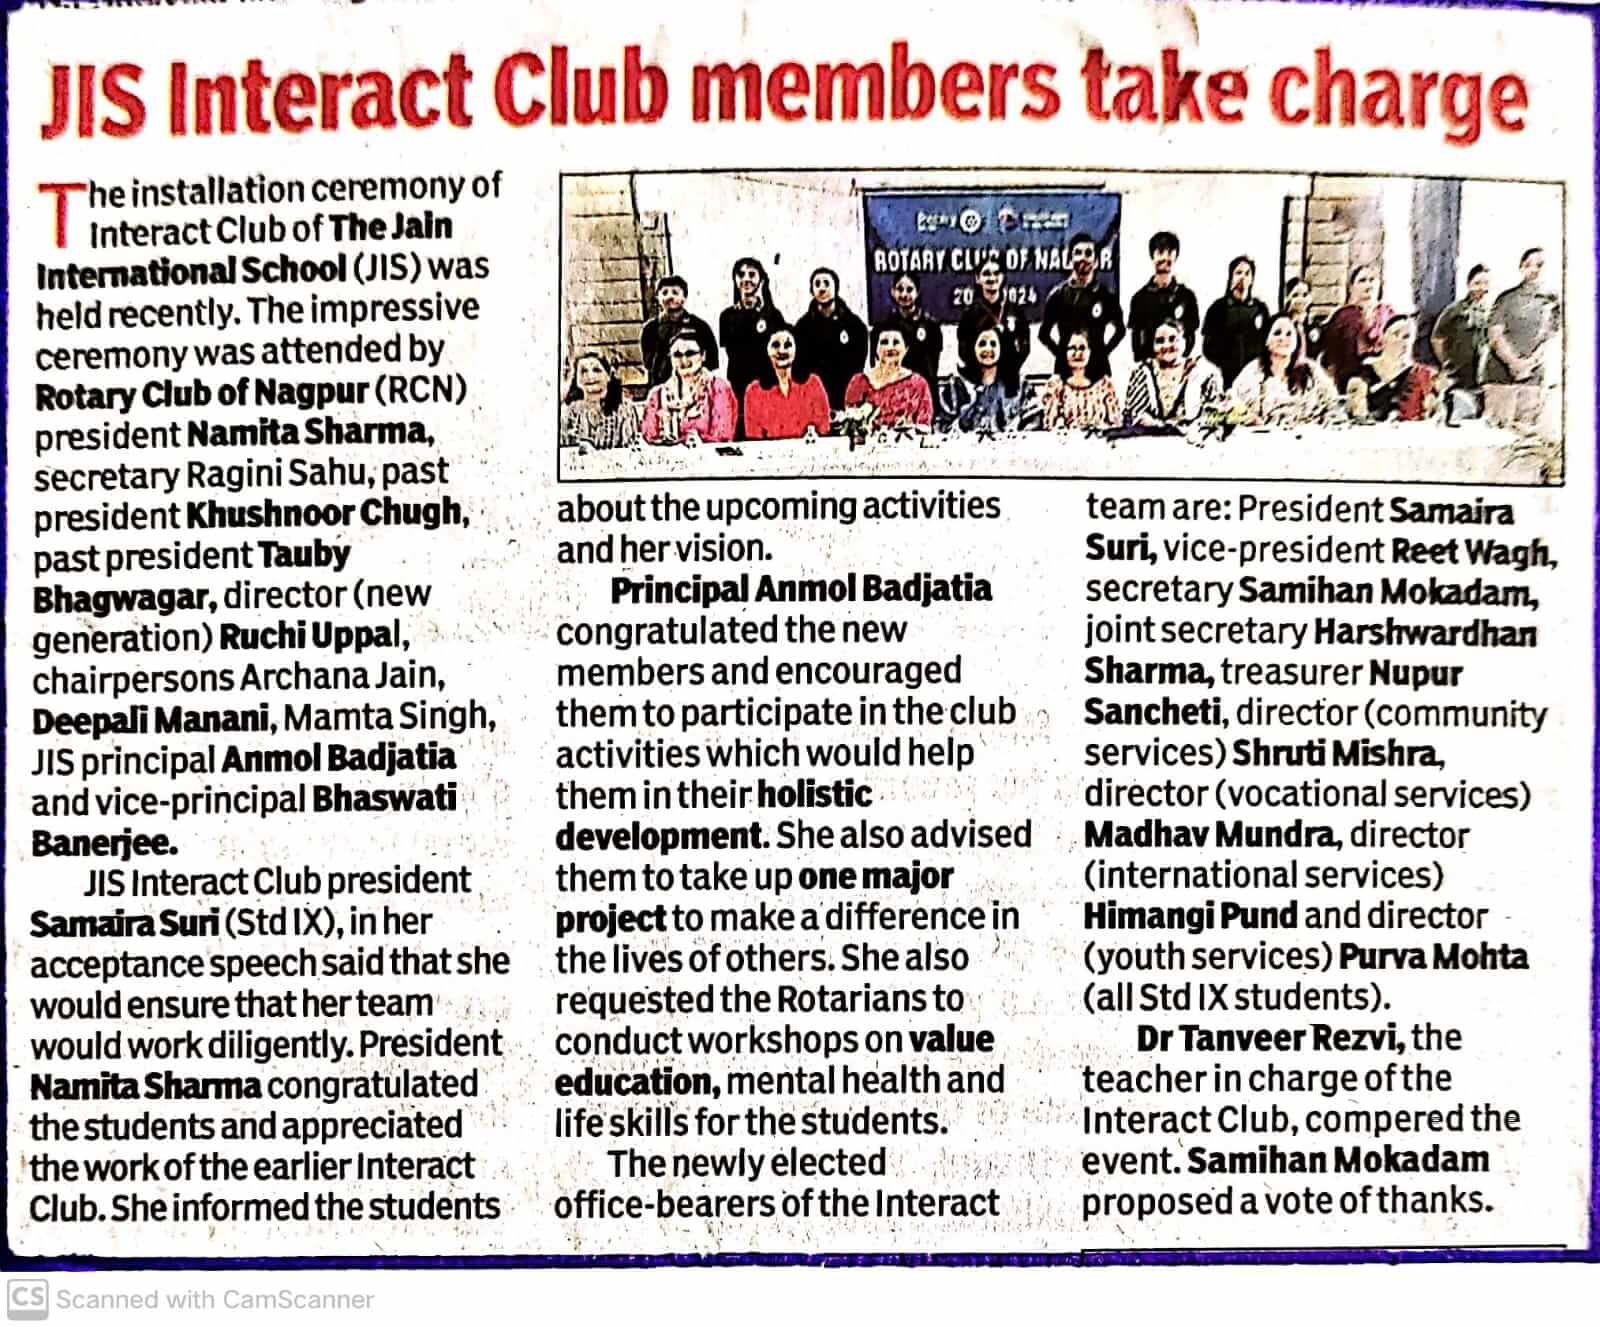 JIS Interact Club members take charge
The installation ceremony of
Interact Club of The Jain
International School (JIS) was
held recently. The impressive
ceremony was attended by
Rotary Club of Nagpur (RCN)
president Namita Sharma,
secretary Ragini Sahu, past
president Khushnoor Chugh,
past president Tauby
Bhagwagar, director (new
generation) Ruchi Uppal,
chairpersons Archana Jain,
Deepali Manani, Mamta Singh,
JIS principal Anmol Badjatia
and vice-principal Bhaswati
Banerjee.
JIS Interact Club president
Samaira Suri (Std IX), in her
acceptance speech said that she
would ensure that her team
would work diligently. President
Namita Sharma congratulated
the students and appreciated
the work of the earlier Interact
Club. She informed the students
Rotary
ROTARY CLUB OF NAGPUR
about the upcoming activities
and her vision.
Principal Anmol Badjatia
congratulated the new
members and encouraged
them to participate in the club
activities which would help
them in their holistic
development. She also advised
them to take up one major
project to make a difference in
the lives of others. She also
requested the Rotarians to
conduct workshops on value
education, mental health and
life skills for the students.
The newly elected
office-bearers of the Interact
team are: President Samaira
Suri, vice-president Reet Wagh,
secretary Samihan Mokadam,
joint secretary Harshwardhan
Sharma, treasurer Nupur
Sancheti, director (community
services) Shruti Mishra,
director (vocational services)
Madhav Mundra, director
(international services)
Himangi Pund and director
(youth services) Purva Mohta
(all Std IX students).
Dr Tanveer Rezvi, the
teacher in charge of the
Interact Club, compered the
event. Samihan Mokadam
proposed a vote of thanks.
CS Scanned with CamScanner